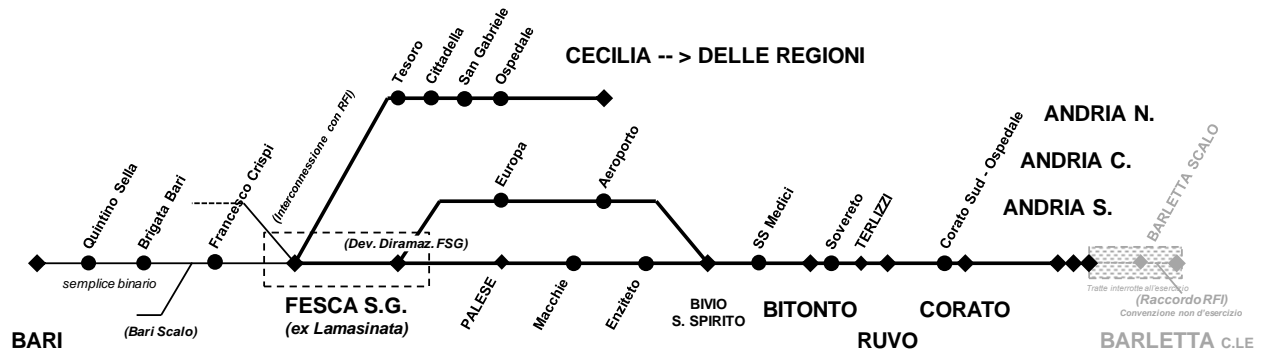 Tesoro
Cittadella
San Gabriele
Ospedale
CECILIA -- > DELLE REGIONI
(Interconnessione con RFI)
ANDRIA N.
ANDRIA C.
ANDRIA S.
BARLETTA SCALO
Quintino Sella
Brigata Bari
Francesco Crispi
Europa
Aeroporto
SS Medici
Sovereto
TERLIZZI
Corato Sud - Ospedale
(Dev. Diramaz. FSG)
semplice binario
(Bari Scalo)
FESCA S.G.
(ex Lamasinata)
PALESE
Macchie
Enziteto
BIVIO
S. SPIRITO
BITONTO
CORATO
Tratte interrotte all'esercizio
(Raccordo RFI)
Convenzione non d'esercizio
BARI
RUVO
BARLETTA C.LE